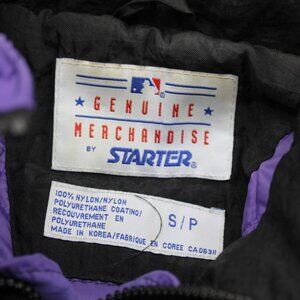 GENUINE
MERCHANDISE
BY STARTER®
100% NYLON/NYLON
POLYURETHANE COATING/
RECOUVREMENT EN
POLYURETHANE
MADE IN KOREA/FABRIQUE EN COREE CA06311
S/P